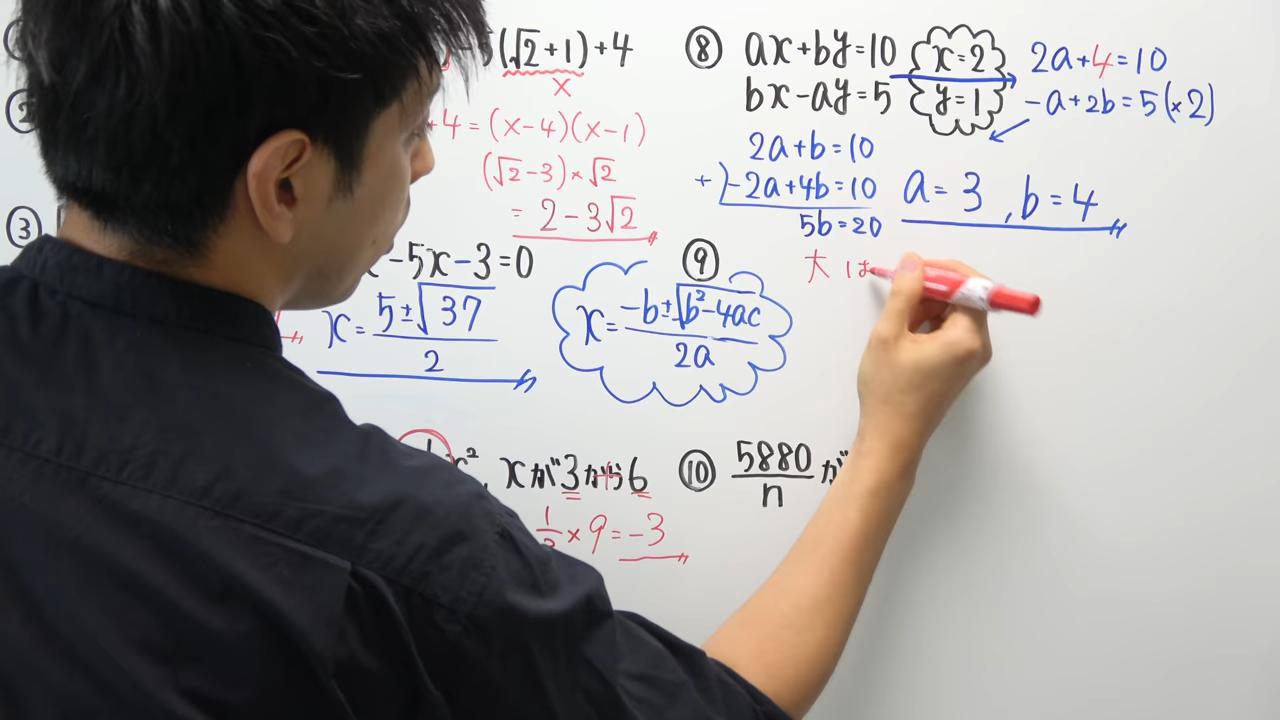 5(√2+1)+4
x
+4=(x-4)(x-1)
(√2-3)×√2
=2-3√2
③
-5x-3=0
x=(5±√37)/2
x², xが3から6
×9=-3
⑧ ax+by=10
bx-ay=5
x=2
y=1
2a+4=10
-a+2b=5(×2)
2a+b=10
+)-2a+4b=10
5b=20
a=3, b=4
⑨
x=(-b±√b²-4ac)/2a
大 は
⑩ 5880/n が